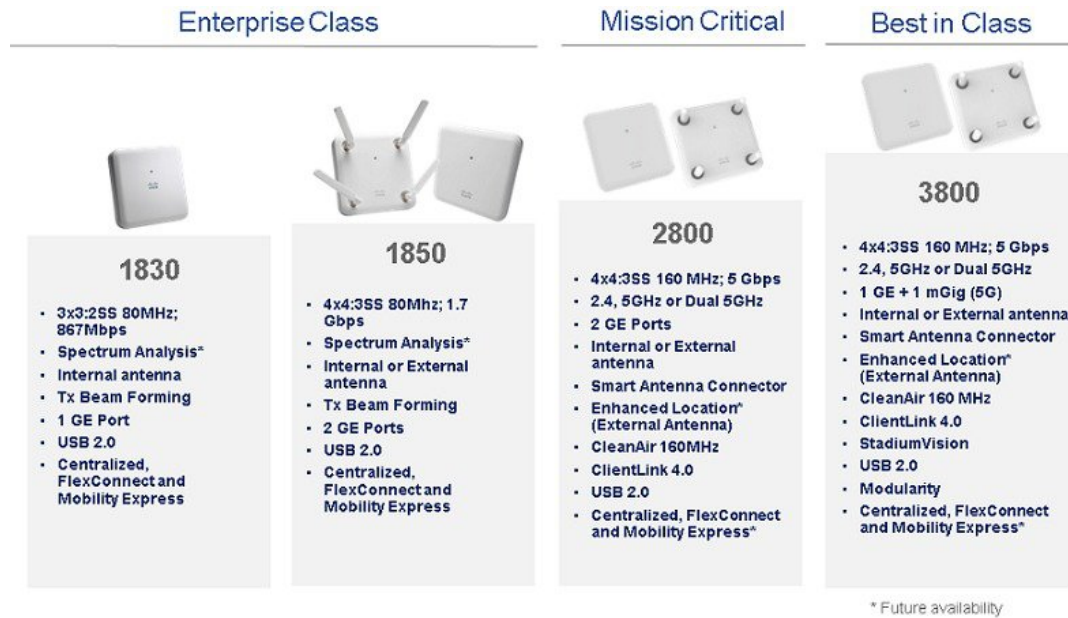 Enterprise Class
Mission Critical
Best in Class
1830
▪ 3x3:2SS 80MHz;
867Mbps
▪ Spectrum Analysis*
▪ Internal antenna
▪ Tx Beam Forming
▪ 1 GE Port
▪ USB 2.0
▪ Centralized,
FlexConnect and
Mobility Express
1850
▪ 4x4:3SS 80Mhz; 1.7
Gbps
▪ Spectrum Analysis*
▪ Internal or External
antenna
▪ Tx Beam Forming
▪ 2 GE Ports
▪ USB 2.0
▪ Centralized,
FlexConnect and
Mobility Express
2800
▪ 4x4:3SS 160 MHz; 5 Gbps
▪ 2.4, 5GHz or Dual 5GHz
▪ 2 GE Ports
▪ Internal or External
antenna
▪ Smart Antenna Connector
▪ Enhanced Location*
(External Antenna)
▪ CleanAir 160MHz
▪ ClientLink 4.0
▪ USB 2.0
▪ Centralized, FlexConnect
and Mobility Express*
3800
▪ 4x4:3SS 160 MHz; 5 Gbps
▪ 2.4, 5GHz or Dual 5GHz
▪ 1 GE + 1 mGig (5G)
▪ Internal or External antenna
▪ Smart Antenna Connector
▪ Enhanced Location*
(External Antenna)
▪ CleanAir 160 MHz
▪ ClientLink 4.0
▪ StadiumVision
▪ USB 2.0
▪ Modularity
▪ Centralized, FlexConnect
and Mobility Express*
* Future availability